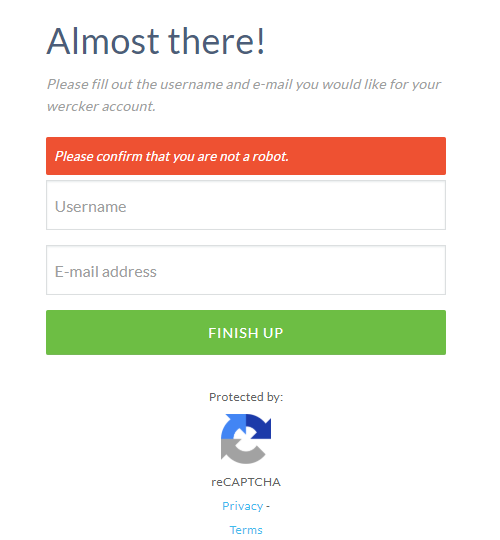 Almost there!
Please fill out the username and e-mail you would like for your
wercker account.
Please confirm that you are not a robot.
Username
E-mail address
FINISH UP
Protected by:
reCAPTCHA
Privacy -
Terms